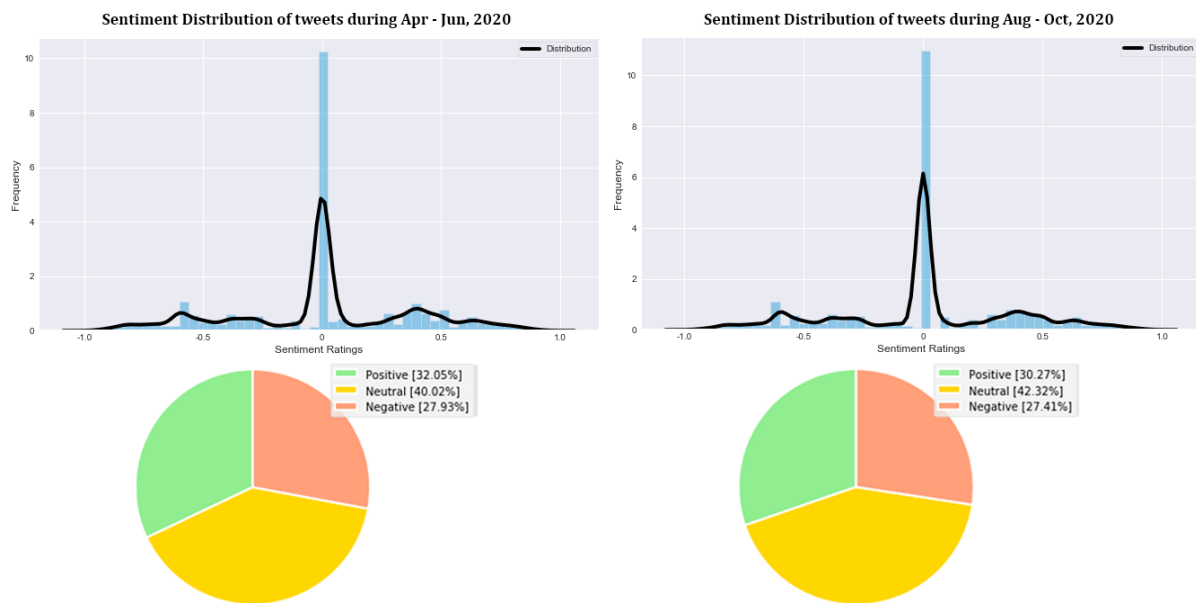 Sentiment Distribution of tweets during Apr - Jun, 2020
Distribution
10
8
6
4
2
0
Frequency
-1.0 -0.5 0 0.5 1.0
Sentiment Ratings
Positive [32.05%]
Neutral [40.02%]
Negative [27.93%]
Sentiment Distribution of tweets during Aug - Oct, 2020
Distribution
10
8
6
4
2
0
Frequency
-1.0 -0.5 0 0.5 1.0
Sentiment Ratings
Positive [30.27%]
Neutral [42.32%]
Negative [27.41%]